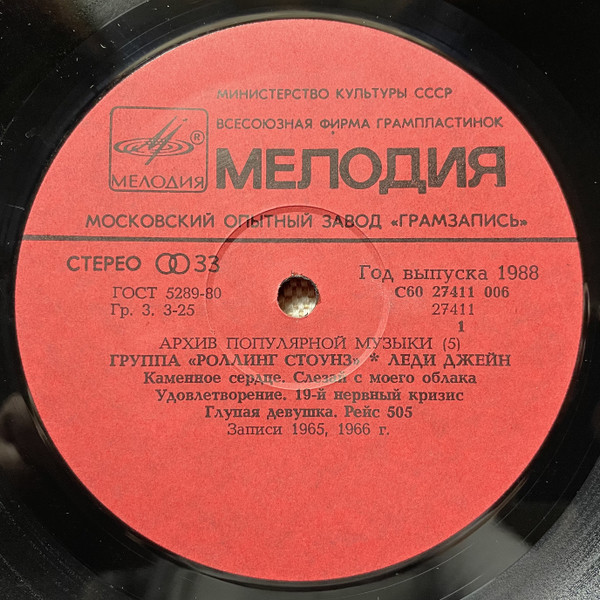 МИНИСТЕРСТВО КУЛЬТУРЫ СССР
ВСЕСОЮЗНАЯ ФИРМА ГРАМПЛАСТИНОК
®
МЕЛОДИЯ
МЕЛОДИЯ
МОСКОВСКИЙ ОПЫТНЫЙ ЗАВОД «ГРАМЗАПИСЬ»
СТЕРЕО 33
Год выпуска 1988
ГОСТ 5289-80
С60 27411 006
Гр. 3. 3-25
27411
1
АРХИВ ПОПУЛЯРНОЙ МУЗЫКИ (5)
ГРУППА «РОЛЛИНГ СТОУНЗ» * ЛЕДИ ДЖЕЙН
Каменное сердце. Слезай с моего облака
Удовлетворение. 19-й нервный кризис
Глупая девушка. Рейс 505
Записи 1965, 1966 г.